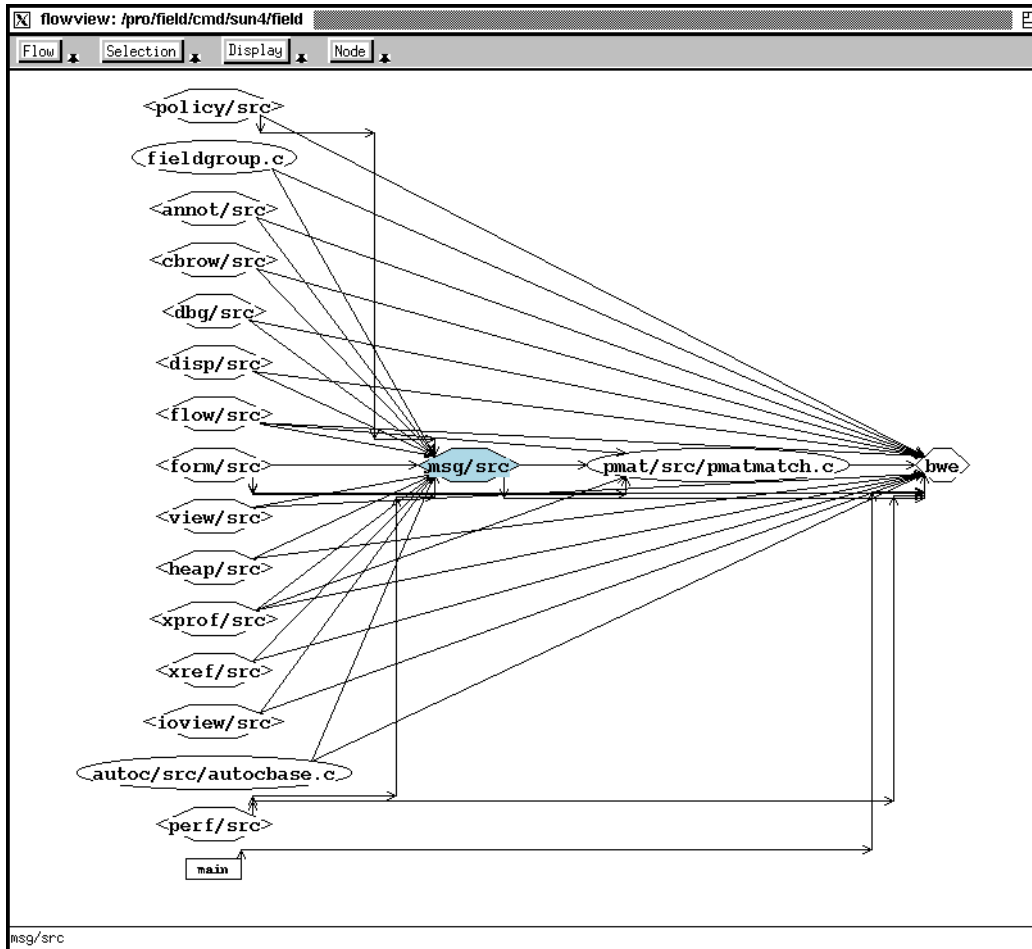 X flowview: /pro/field/cmd/sun4/field
Flow Selection Display Node
policy/src
fieldgroup.c
annot/src
cbrow/src
dbg/src
disp/src
flow/src
form/src msg/src pmat/src/pmatmatch.c bwe
view/src
heap/src
xprof/src
xref/src
ioview/src
autoc/src/autocbase.c
perf/src
main
msg/src